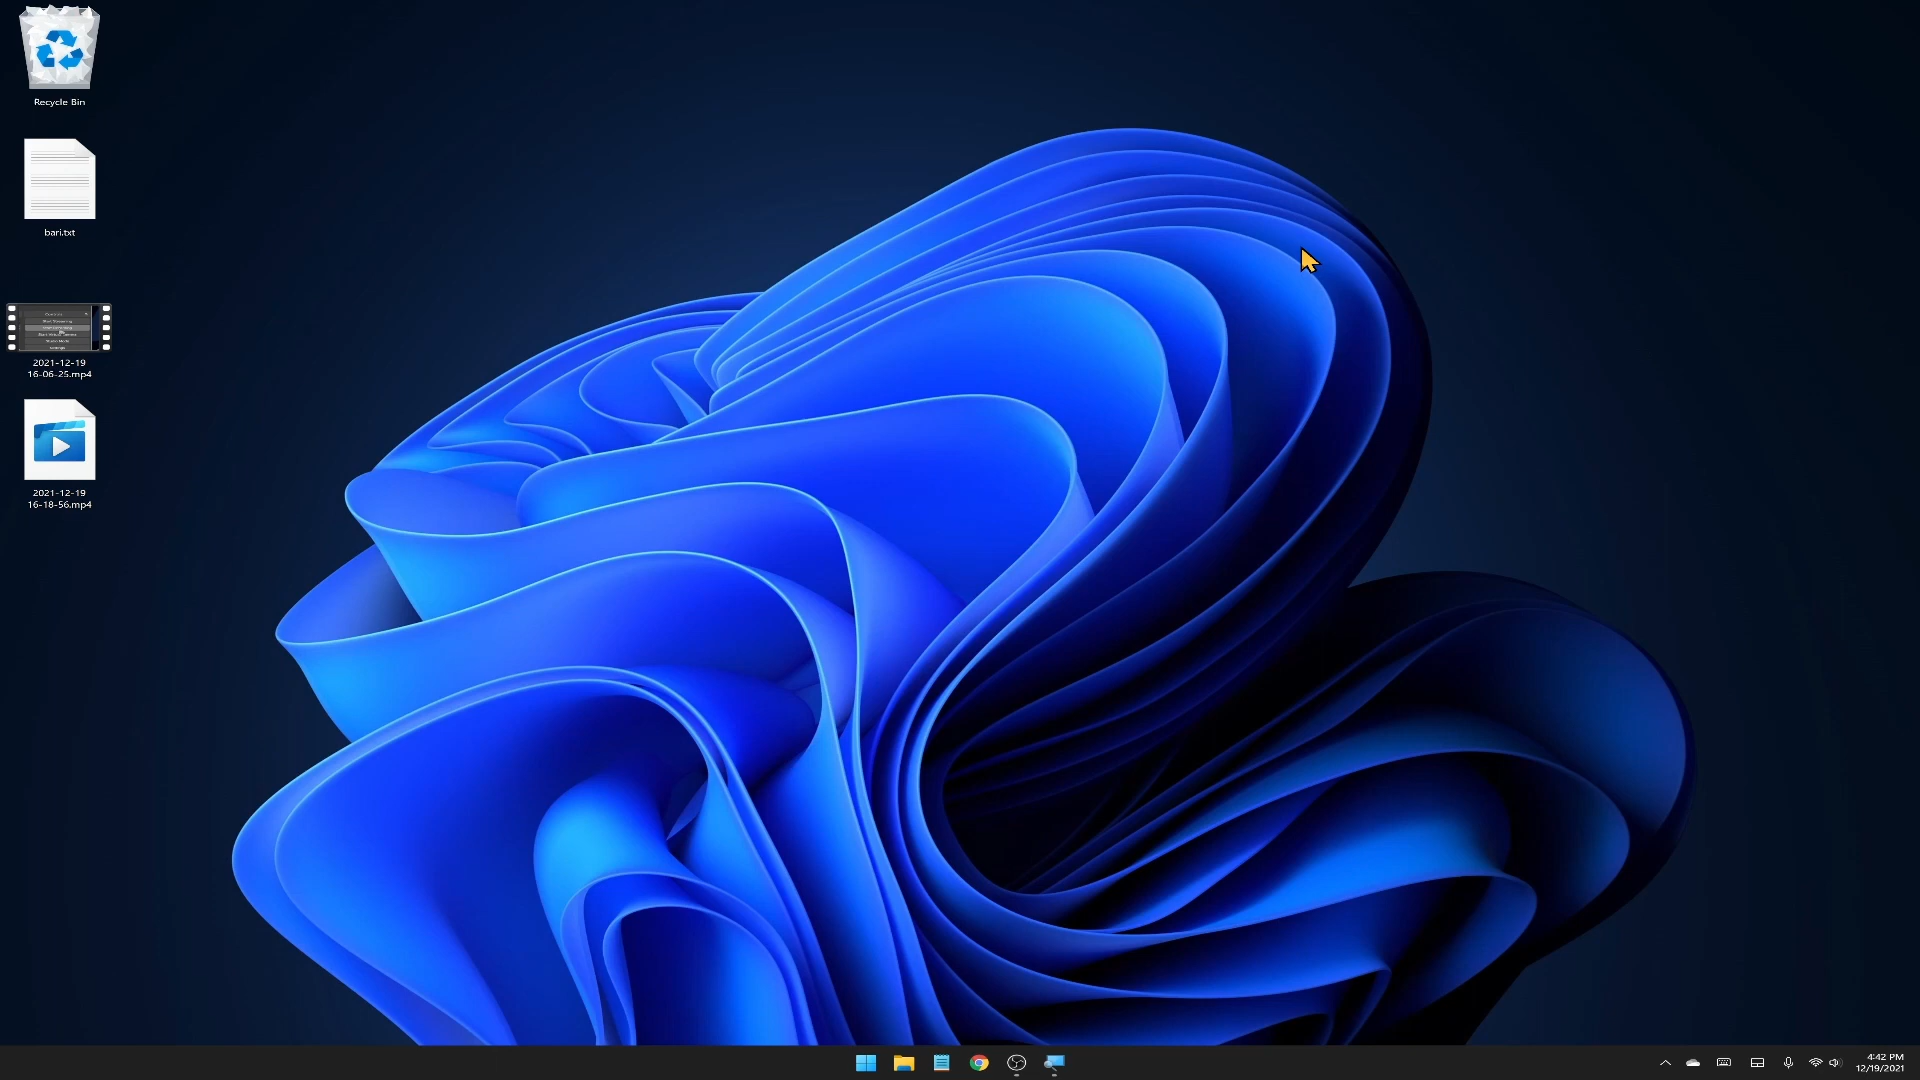 Recycle Bin
bari.txt
2021-12-19
16-06-25.mp4
2021-12-19
16-18-56.mp4
4:42 PM
12/19/2021